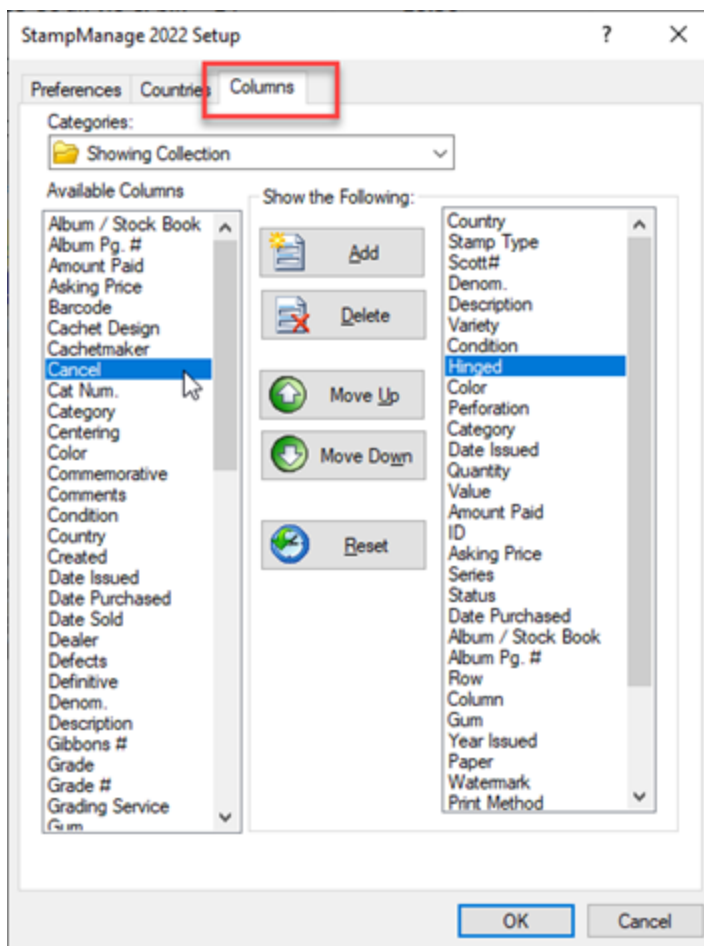 StampManage 2022 Setup
?
Preferences
Countries
Columns
Categories:
Showing Collection
Available Columns
Album / Stock Book
Album Pg. #
Amount Paid
Asking Price
Barcode
Cachet Design
Cachetmaker
Cancel
Cat Num.
Category
Centering
Color
Commemorative
Comments
Condition
Country
Created
Date Issued
Date Purchased
Date Sold
Dealer
Defects
Definitive
Denom.
Description
Gibbons #
Grade
Grade #
Grading Service
Gum
Show the Following:
Add
Delete
Move Up
Move Down
Reset
Country
Stamp Type
Scott#
Denom.
Description
Variety
Condition
Hinged
Color
Perforation
Category
Date Issued
Quantity
Value
Amount Paid
ID
Asking Price
Series
Status
Date Purchased
Album / Stock Book
Album Pg. #
Row
Column
Gum
Year Issued
Paper
Watermark
Print Method
OK
Cancel